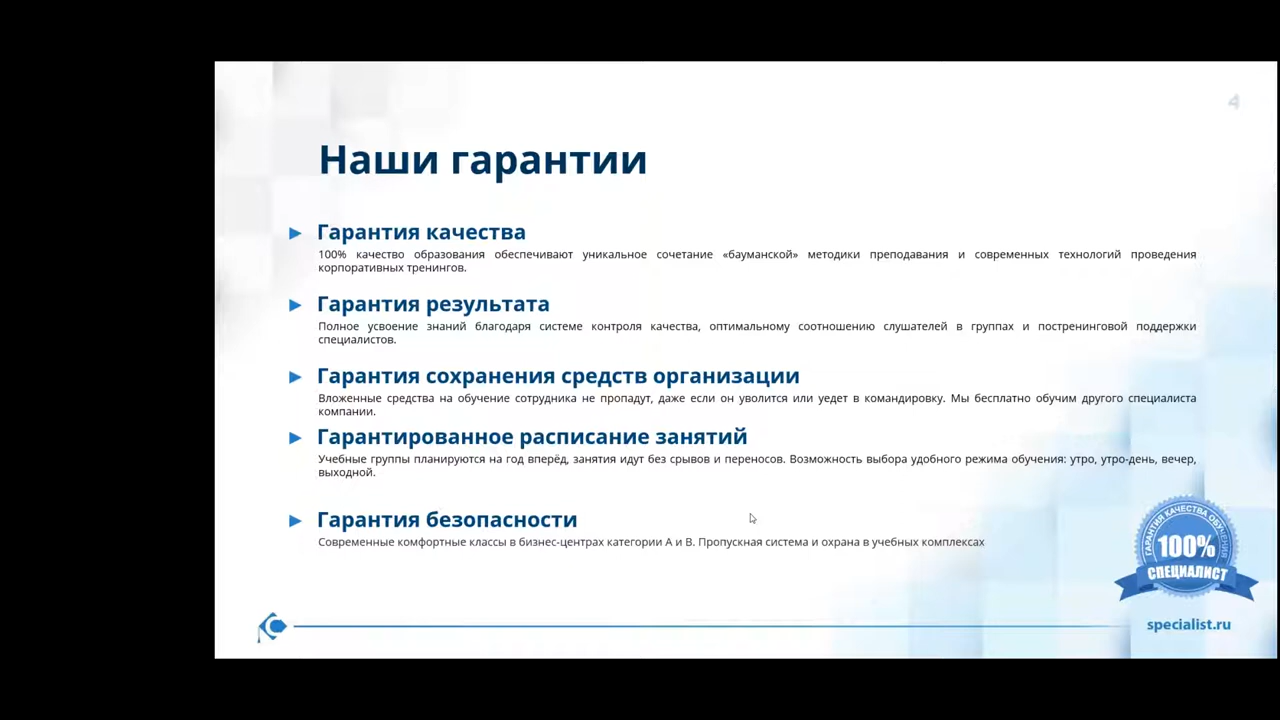 4
Наши гарантии
Гарантия качества
100% качество образования обеспечивают уникальное сочетание «бауманской» методики преподавания и современных технологий проведения
корпоративных тренингов.
Гарантия результата
Полное усвоение знаний благодаря системе контроля качества, оптимальному соотношению слушателей в группах и постренинговой поддержки
специалистов.
Гарантия сохранения средств организации
Вложенные средства на обучение сотрудника не пропадут, даже если он уволится или уедет в командировку. Мы бесплатно обучим другого специалиста
компании.
Гарантированное расписание занятий
Учебные группы планируются на год вперёд, занятия идут без срывов и переносов. Возможность выбора удобного режима обучения: утро, утро-день, вечер,
выходной.
Гарантия безопасности
Современные комфортные классы в бизнес-центрах категории А и В. Пропускная система и охрана в учебных комплексах
ГАРАНТИЯ КАЧЕСТВА ОБУЧЕНИЯ
100%
СПЕЦИАЛИСТ
specialist.ru